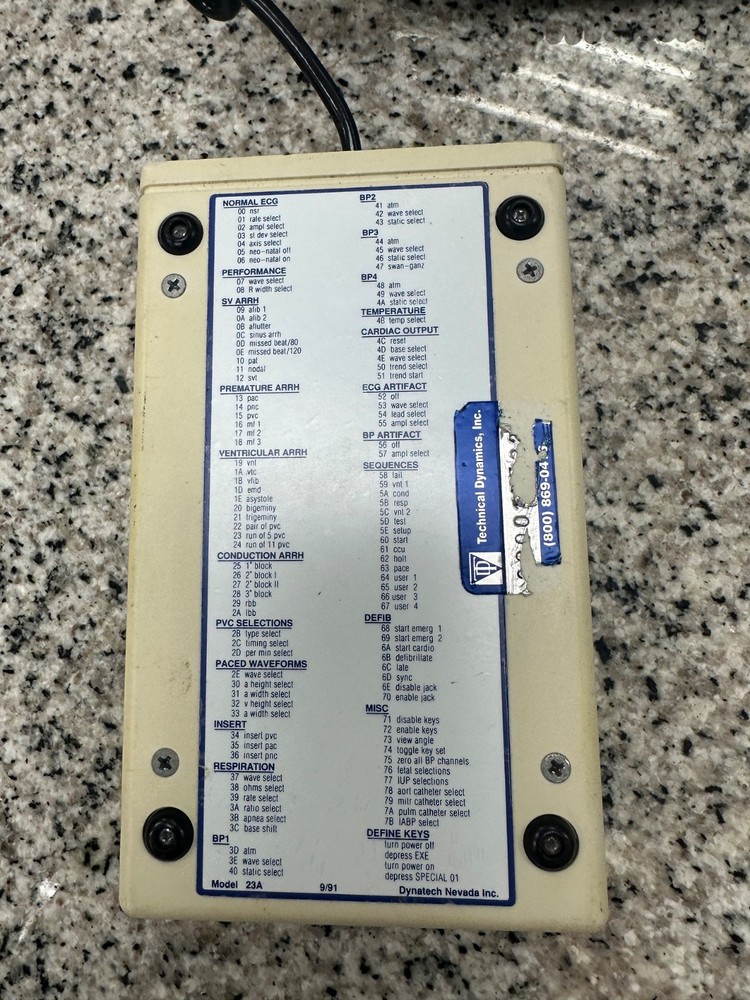 NORMAL ECG
00 nsr
01 rate select
02 ampl select
03 st dev select
04 axis select
05 neo-natal off
06 neo-natal on
PERFORMANCE
07 wave select
08 R width select
SV ARRH
09 afib 1
0A afib 2
0B aflutter
0C sinus arrh
0D missed beat/80
0E missed beat/120
10 pat
11 nodal
12 svt
PREMATURE ARRH
13 pac
14 pnc
15 pvc
16 mf 1
17 mf 2
18 mf 3
VENTRICULAR ARRH
19 vnt
1A vtc
1B vfib
1D emd
1E asystole
20 bigeminy
21 trigeminy
22 pair of pvc
23 run of 5 pvc
24 run of 11 pvc
CONDUCTION ARRH
25 1° block
26 2° block I
27 2° block II
28 3° block
29 rbb
2A lbb
PVC SELECTIONS
2B type select
2C timing select
2D per min select
PACED WAVEFORMS
2E wave select
30 a height select
31 a width select
32 v height select
33 a width select
INSERT
34 insert pvc
35 insert pac
36 insert pnc
RESPIRATION
37 wave select
38 ohms select
39 rate select
3A ratio select
3B apnea select
3C base shift
BP1
3D atm
3E wave select
40 static select
BP2
41 atm
42 wave select
43 static select
BP3
44 atm
45 wave select
46 static select
47 swan-ganz
BP4
48 atm
49 wave select
4A static select
TEMPERATURE
4B temp select
CARDIAC OUTPUT
4C reset
4D base select
4E wave select
50 trend select
51 trend start
ECG ARTIFACT
52 off
53 wave select
54 lead select
55 ampl select
BP ARTIFACT
56 off
57 ampl select
SEQUENCES
58 fail
59 vnt 1
5A cond
5B resp
5C vnt 2
5D test
5E setup
60 start
61 ccu
62 holt
63 pace
64 user 1
65 user 2
66 user 3
67 user 4
DEFIB
68 start emerg 1
69 start emerg 2
6A start cardio
6B defibrillate
6C late
6D sync
6E disable jack
70 enable jack
MISC
71 disable keys
72 enable keys
73 view angle
74 toggle key set
75 zero all BP channels
76 fetal selections
77 IUP selections
78 aort catheter select
79 mitr catheter select
7A pulm catheter select
7B IABP select
DEFINE KEYS
turn power off
depress EXE
turn power on
depress SPECIAL 01
Model 23A 9/91 Dynatech Nevada Inc.
Technical Dynamics, Inc.
(800) 869-04